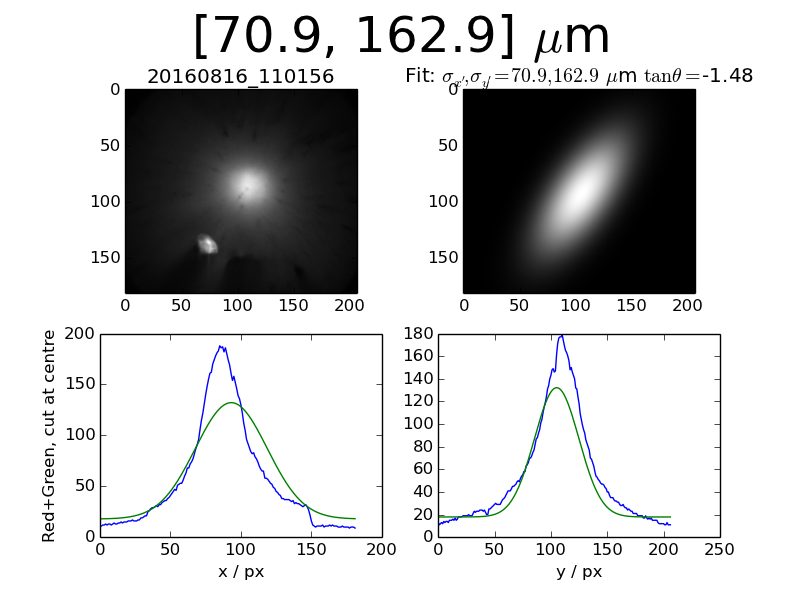 [70.9, 162.9] μm
20160816_110156
Fit: σx′,σy′=70.9,162.9 μm tanθ=-1.48
0
50
100
150
0 50 100 150 200
0
50
100
150
0 50 100 150 200
Red+Green, cut at centre
200
150
100
50
0
0 50 100 150 200
x / px
180
160
140
120
100
80
60
40
20
0
0 50 100 150 200 250
y / px